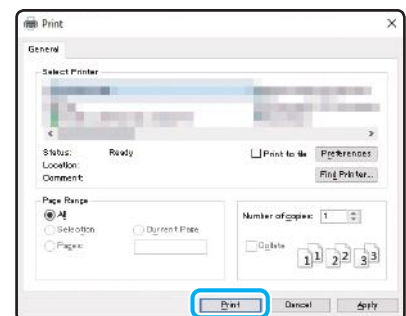 Print
General
Select Printer
Status: Ready
Location:
Comment:
Print to file
Preferences
Find Printer...
Page Range
All
Selection
Current Page
Pages:
Number of copies: 1
Collate
1 1 2 2 3 3
Print
Cancel
Apply